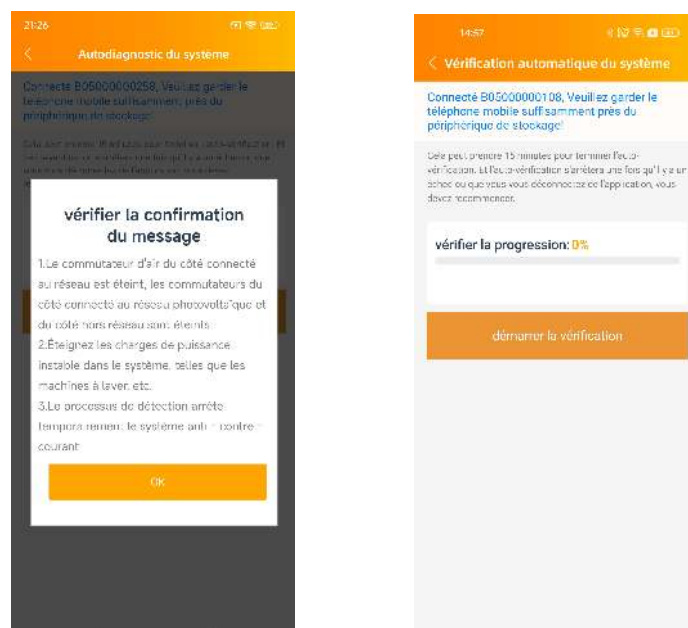 21:26
Autodiagnostic du système
Connecté B05000000258, Veuillez garder le
téléphone mobile suffisamment près du
périphérique de stockage!
vérifier la confirmation
du message
1.Le commutateur d'air du côté connecté
au réseau est éteint, les commutateurs du
côté connecté au réseau photovoltaïque et
du côté hors réseau sont éteints
2.Éteignez les charges de puissance
instable dans le système, telles que les
machines à laver, etc.
3.Le processus de détection arrête
temporairement le système anti - contre -
courant
OK
14:57
Vérification automatique du système
Connecté B05000000108, Veuillez garder le
téléphone mobile suffisamment près du
périphérique de stockage!
Cela peut prendre 15 minutes pour terminer l'auto-
vérification. Et l'auto-vérification s'arrêtera une fois qu'il y a un
échec ou que vous vous déconnectez de l'application, vous
devez recommencer.
vérifier la progression: 0%
démarrer la vérification